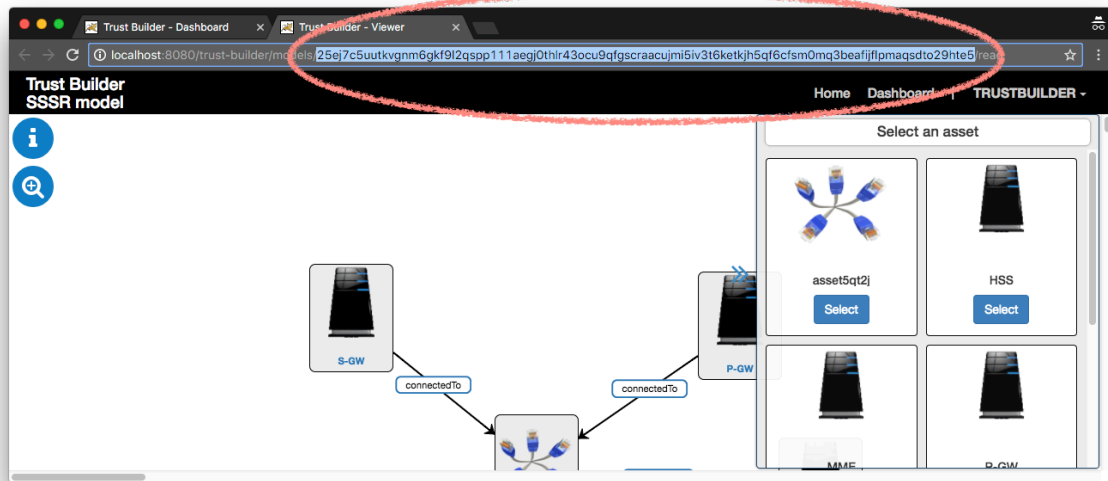 Trust Builder - Dashboard
Trust Builder - Viewer
localhost:8080/trust-builder/models/25ej7c5uutkvgnm6gkf9l2qspp111aegj0thlr43ocu9qfgscraacujmi5iv3t6ketkjh5qf6cfsm0mq3beafijflpmaqsdto29hte5/read
Trust Builder
SSSR model
Home Dashboard | TRUSTBUILDER
Select an asset
asset5qt2j
HSS
Select
Select
S-GW
P-GW
connectedTo
connectedTo
MME
P-GW